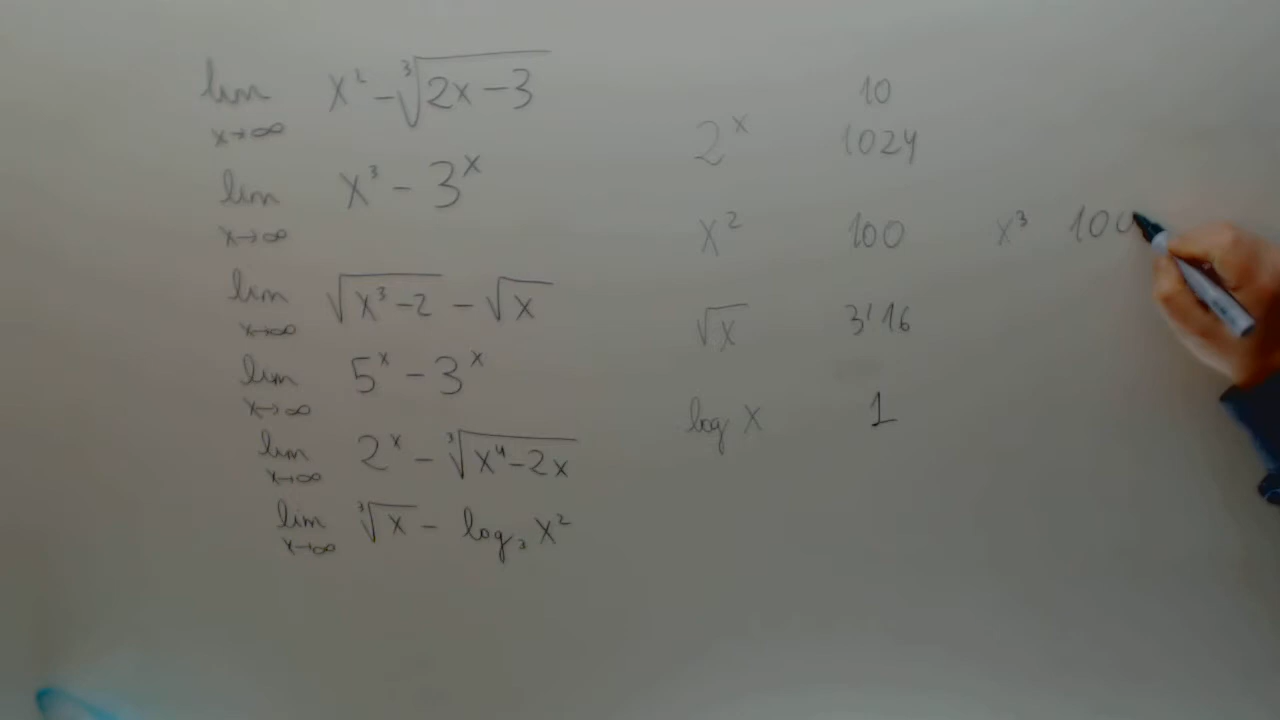 lim x→∞ x² - ∛(2x-3)
lim x→∞ x³ - 3ˣ
lim x→∞ √(x³-2) - √x
lim x→∞ 5ˣ - 3ˣ
lim x→∞ 2ˣ - ∛(x⁴-2x)
lim x→∞ ∛x - log₃ x²
10
2ˣ 1024
x² 100 x³ 100
√x 3'16
log x 1